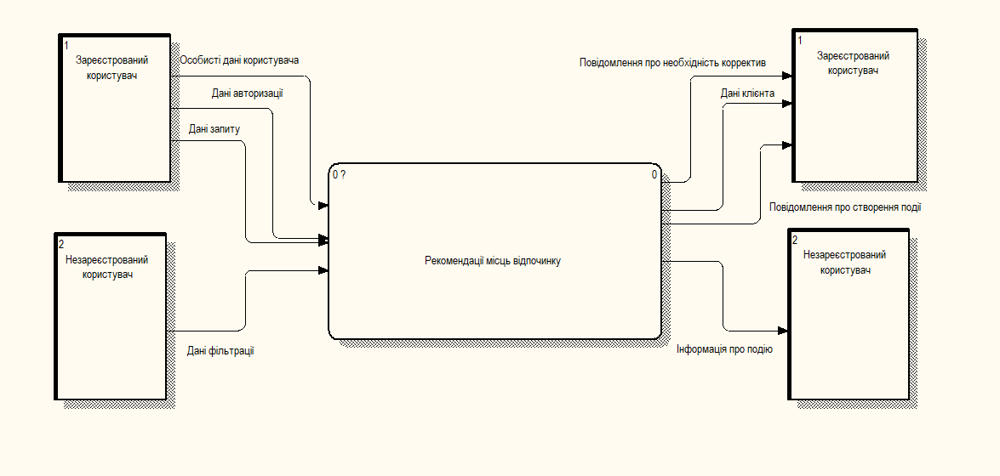 1
Зареєстрований
користувач
Особисті дані користувача
Дані авторизації
Дані запиту
2
Незареєстрований
користувач
Дані фільтрації
0 ?
0
Рекомендації місць відпочинку
Повідомлення про необхідність корректив
Дані клієнта
1
Зареєстрований
користувач
Повідомлення про створення події
2
Незареєстрований
користувач
Інформація про подію